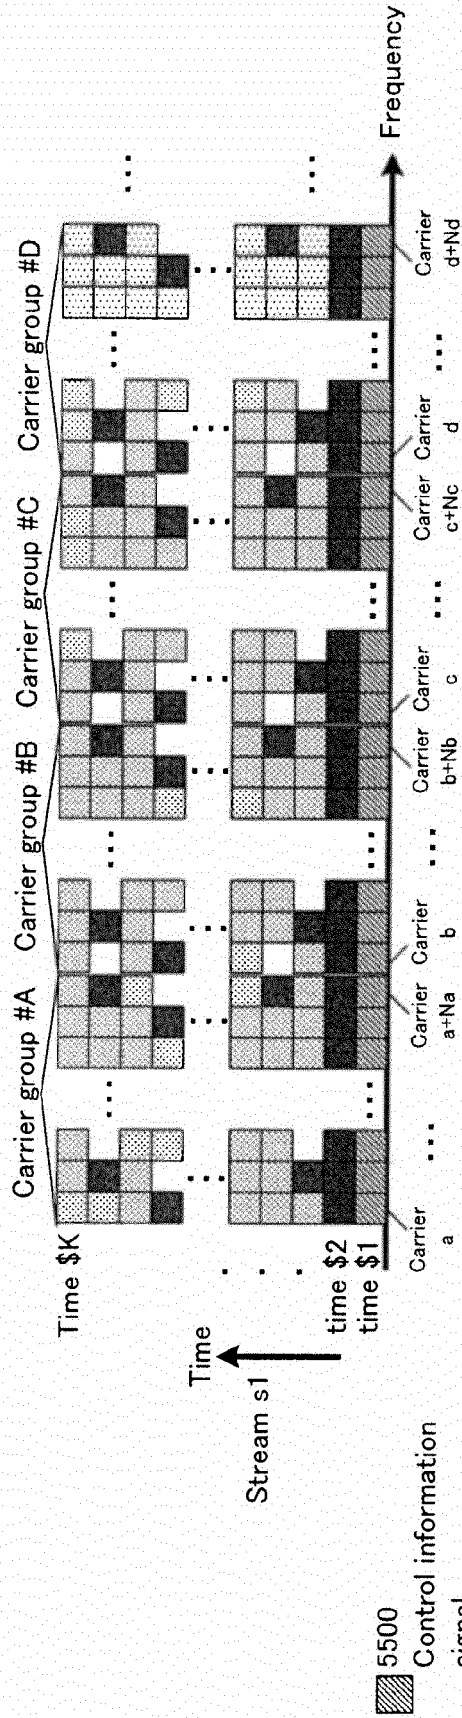 Carrier group #A
Carrier group #B
Carrier group #C
Carrier group #D
Time $K
Time
Stream s1
time $2
time $1
Frequency
Carrier
a
Carrier
a+Na
Carrier
b
Carrier
b+Nb
Carrier
c
Carrier
c+Nc
Carrier
d
Carrier
d+Nd
5500
Control information
signal